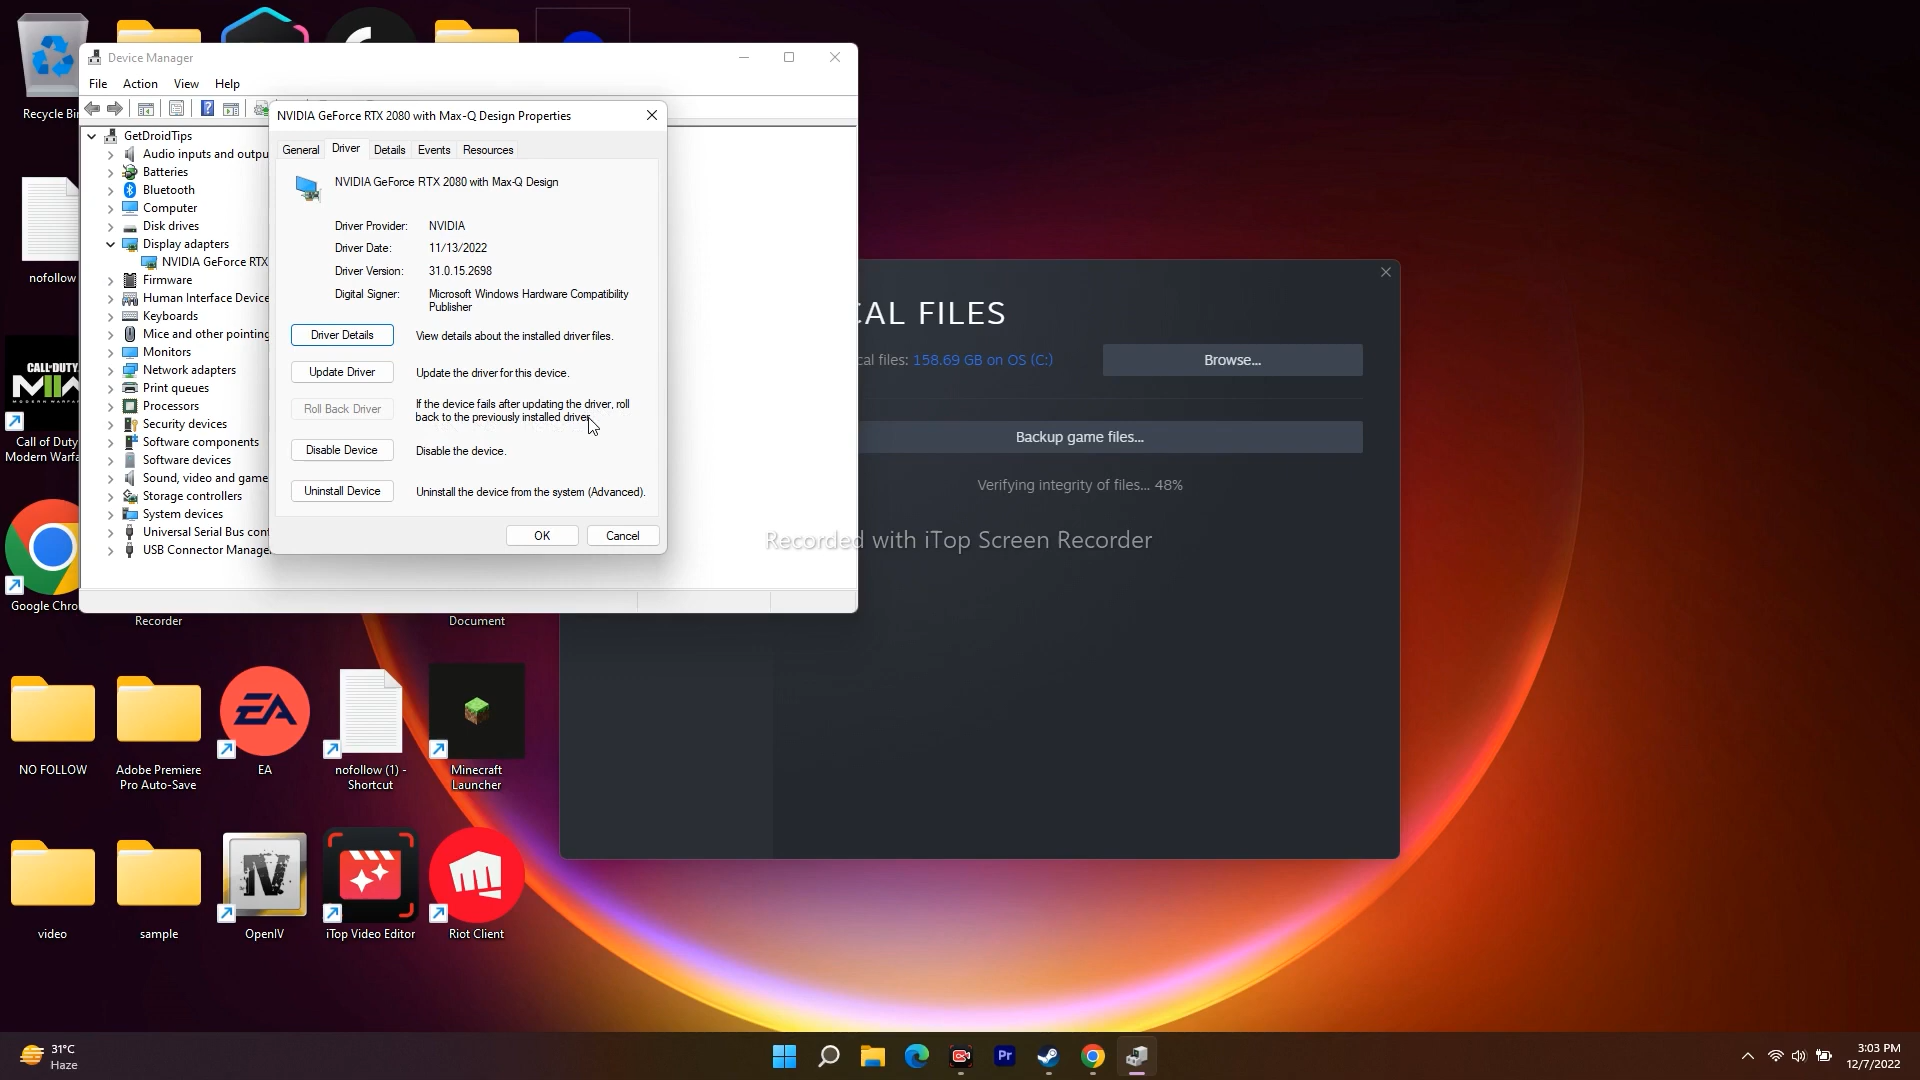 Recycle Bin
nofollow
CALL·DUTY
MODERN WARFARE
Call of Duty
Modern Warfa
Google Chro
Device Manager
File Action View Help
GetDroidTips
Audio inputs and outpu
Batteries
Bluetooth
Computer
Disk drives
Display adapters
NVIDIA GeForce RTX
Firmware
Human Interface Device
Keyboards
Mice and other pointing
Monitors
Network adapters
Print queues
Processors
Security devices
Software components
Software devices
Sound, video and game
Storage controllers
System devices
Universal Serial Bus con
USB Connector Manage
NVIDIA GeForce RTX 2080 with Max-Q Design Properties
General Driver Details Events Resources
NVIDIA GeForce RTX 2080 with Max-Q Design
Driver Provider: NVIDIA
Driver Date: 11/13/2022
Driver Version: 31.0.15.2698
Digital Signer: Microsoft Windows Hardware Compatibility
Publisher
Driver Details View details about the installed driver files.
Update Driver Update the driver for this device.
Roll Back Driver If the device fails after updating the driver, roll
back to the previously installed driver.
Disable Device Disable the device.
Uninstall Device Uninstall the device from the system (Advanced).
OK Cancel
CAL FILES
cal files: 158.69 GB on OS (C:) Browse...
Backup game files...
Verifying integrity of files... 48%
Recorded with iTop Screen Recorder
Recorder
Document
NO FOLLOW
Adobe Premiere
Pro Auto-Save
EA
EA
nofollow (1) -
Shortcut
Minecraft
Launcher
video
sample
IV
OpenIV
iTop Video Editor
Riot Client
31°C
Haze
Pr
3:03 PM
12/7/2022